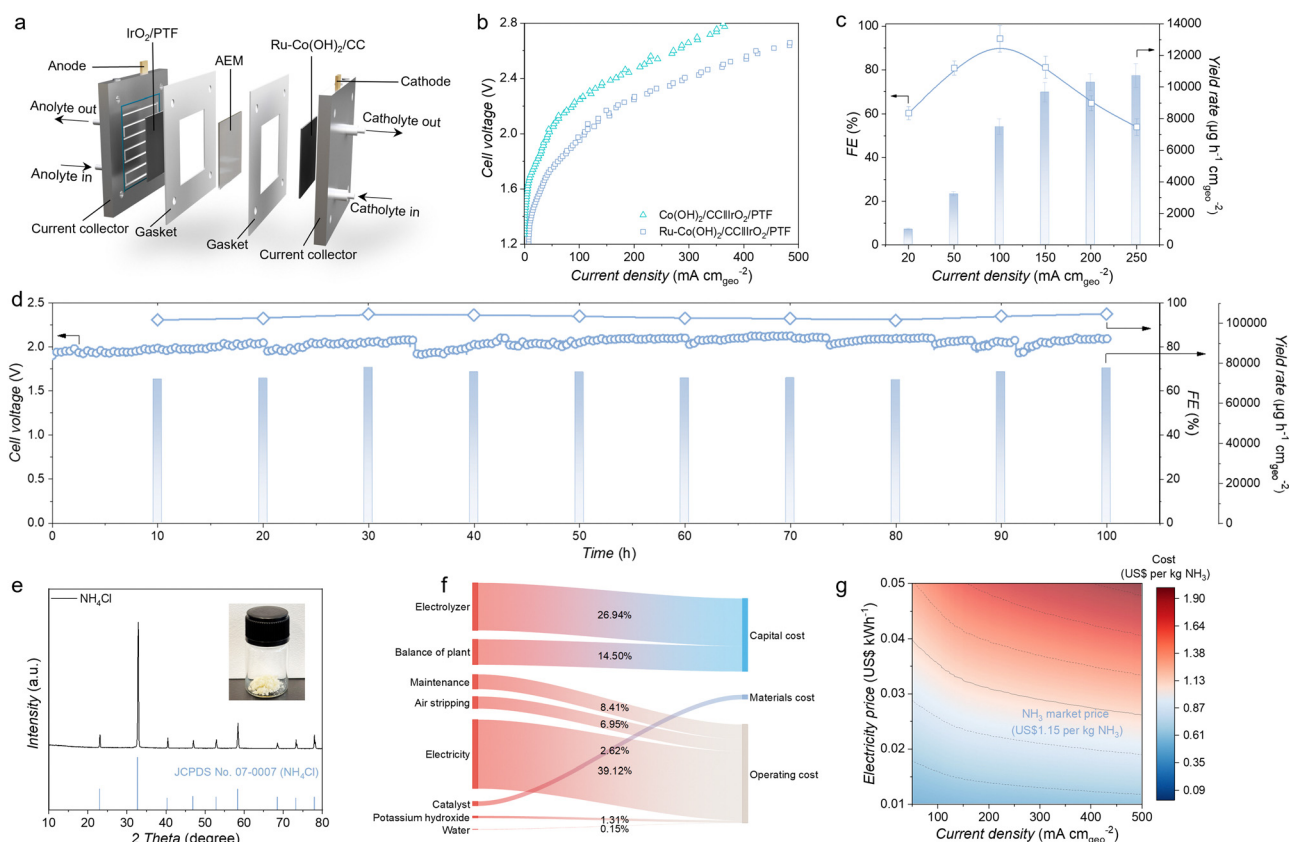 a
IrO2/PTF
Ru-Co(OH)2/CC
AEM
Anode
Cathode
Anolyte out
Catholyte out
Anolyte in
Catholyte in
Current collector
Gasket
Gasket
Current collector
b
Cell voltage (V)
2.8
2.4
2.0
1.6
1.2
Co(OH)2/CC‖IrO2/PTF
Ru-Co(OH)2/CC‖IrO2/PTF
0 100 200 300 400 500
Current density (mA cmgeo-2)
c
FE (%)
100
80
60
40
20
0
14000
12000
10000
8000
6000
4000
2000
0
Yield rate (µg h-1 cmgeo-2)
20 50 100 150 200 250
Current density (mA cmgeo-2)
d
Cell voltage (V)
2.5
2.0
1.5
1.0
0.5
0.0
0 10 20 30 40 50 60 70 80 90 100
Time (h)
100
80
60
40
20
0
FE (%)
100000
80000
60000
40000
20000
0
Yield rate (µg h-1 cmgeo-2)
e
NH4Cl
Intensity (a.u.)
JCPDS No. 07-0007 (NH4Cl)
10 20 30 40 50 60 70 80
2 Theta (degree)
f
Electrolyzer
26.94%
Capital cost
Balance of plant
14.50%
Maintenance
8.41%
Materials cost
Air stripping
6.95%
Electricity
2.62%
39.12%
Operating cost
Catalyst
Potassium hydroxide
1.31%
Water
0.15%
g
Cost
(US$ per kg NH3)
Electricity price (US$ kWh-1)
0.05
0.04
0.03
0.02
0.01
NH3 market price
(US$1.15 per kg NH3)
100 200 300 400 500
Current density (mA cmgeo-2)
1.90
1.68
1.53
1.38
1.23
1.00
0.89
0.69
0.49
0.29
0.09